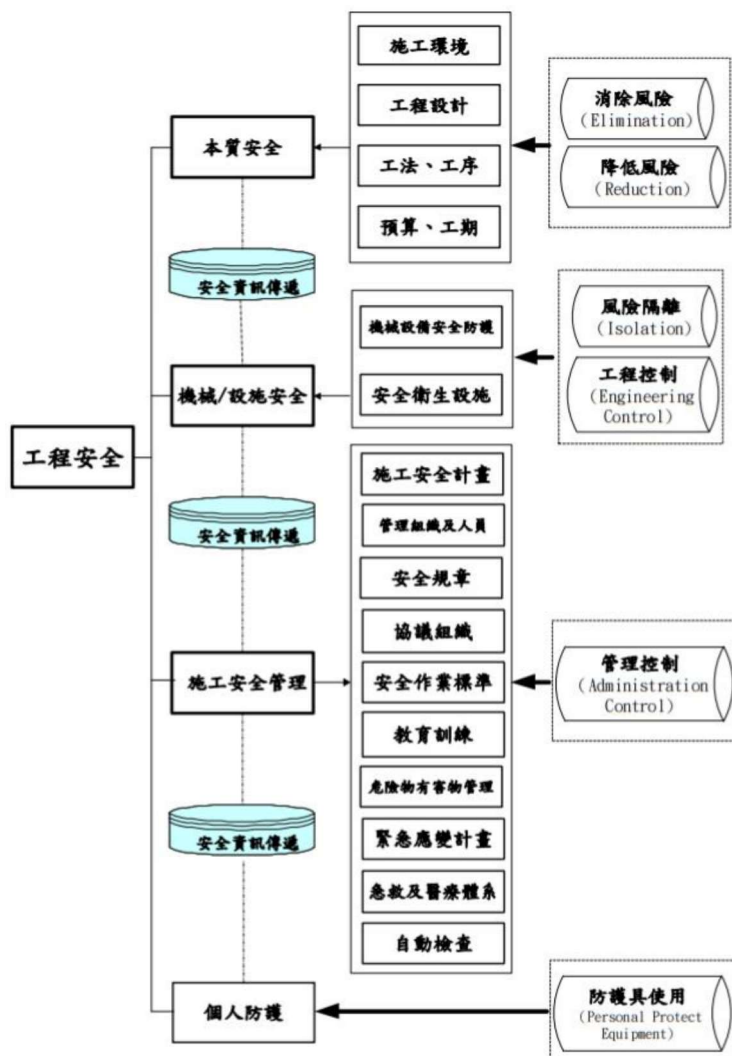 工程安全
本質安全
安全資訊傳遞
機械/設施安全
安全資訊傳遞
施工安全管理
安全資訊傳遞
個人防護
施工環境
工程設計
工法、工序
預算、工期
機械設備安全防護
安全衛生設施
施工安全計畫
管理組織及人員
安全規章
協議組織
安全作業標準
教育訓練
危險物有害物管理
緊急應變計畫
急救及醫療體系
自動檢查
消除風險
(Elimination)
降低風險
(Reduction)
風險隔離
(Isolation)
工程控制
(Engineering
Control)
管理控制
(Administration
Control)
防護具使用
(Personal Protect
Equipment)